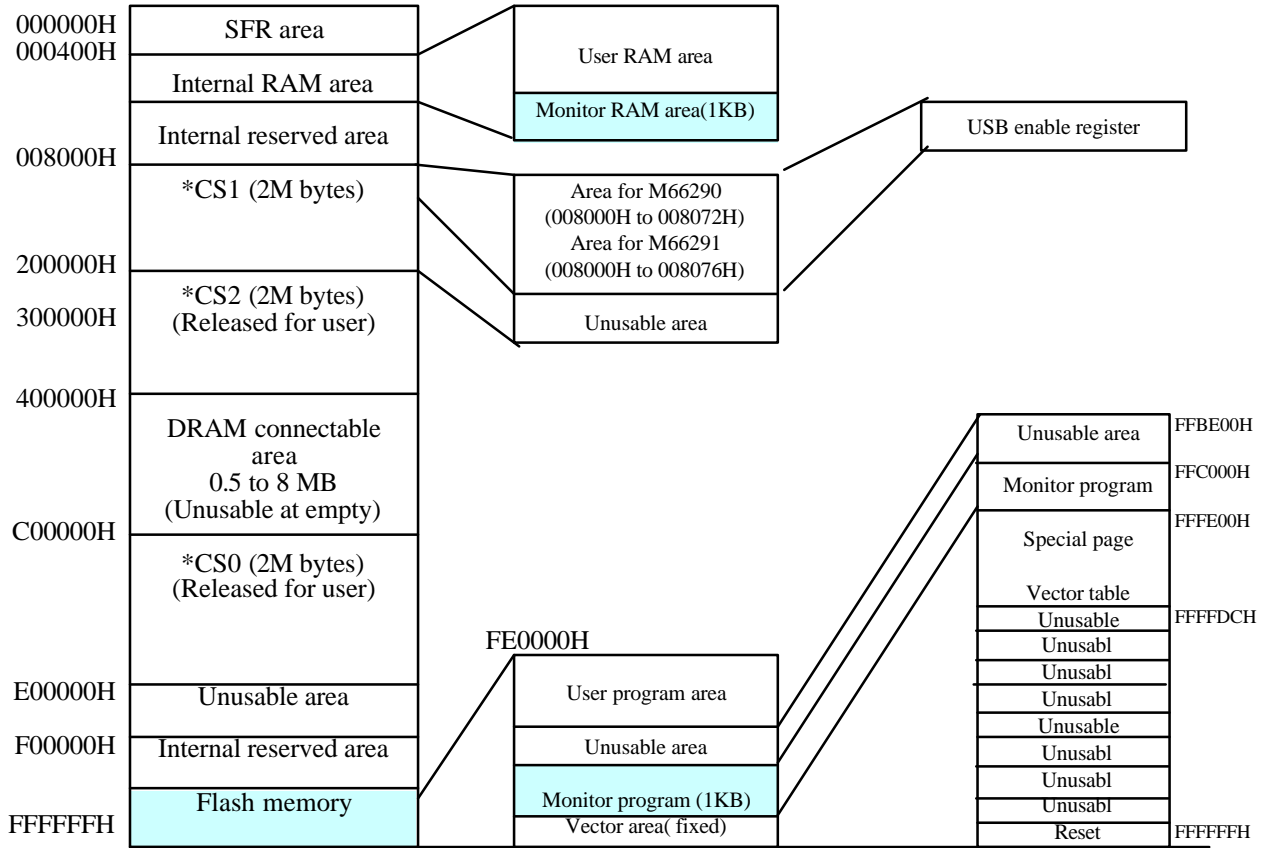 000000H
SFR area
000400H
Internal RAM area
Internal reserved area
008000H
*CS1 (2M bytes)
200000H
*CS2 (2M bytes)
(Released for user)
300000H
400000H
DRAM connectable
area
0.5 to 8 MB
(Unusable at empty)
C00000H
*CS0 (2M bytes)
(Released for user)
E00000H
Unusable area
F00000H
Internal reserved area
Flash memory
FFFFFFH
User RAM area
Monitor RAM area(1KB)
Area for M66290
(008000H to 008072H)
Area for M66291
(008000H to 008076H)
Unusable area
USB enable register
FE0000H
User program area
Unusable area
Monitor program (1KB)
Vector area( fixed)
Unusable area
FFBE00H
Monitor program
FFC000H
Special page
FFFE00H
Vector table
Unusable
FFFFDCH
Unusabl
Unusabl
Unusabl
Unusable
Unusabl
Unusabl
Unusabl
Reset
FFFFFFH